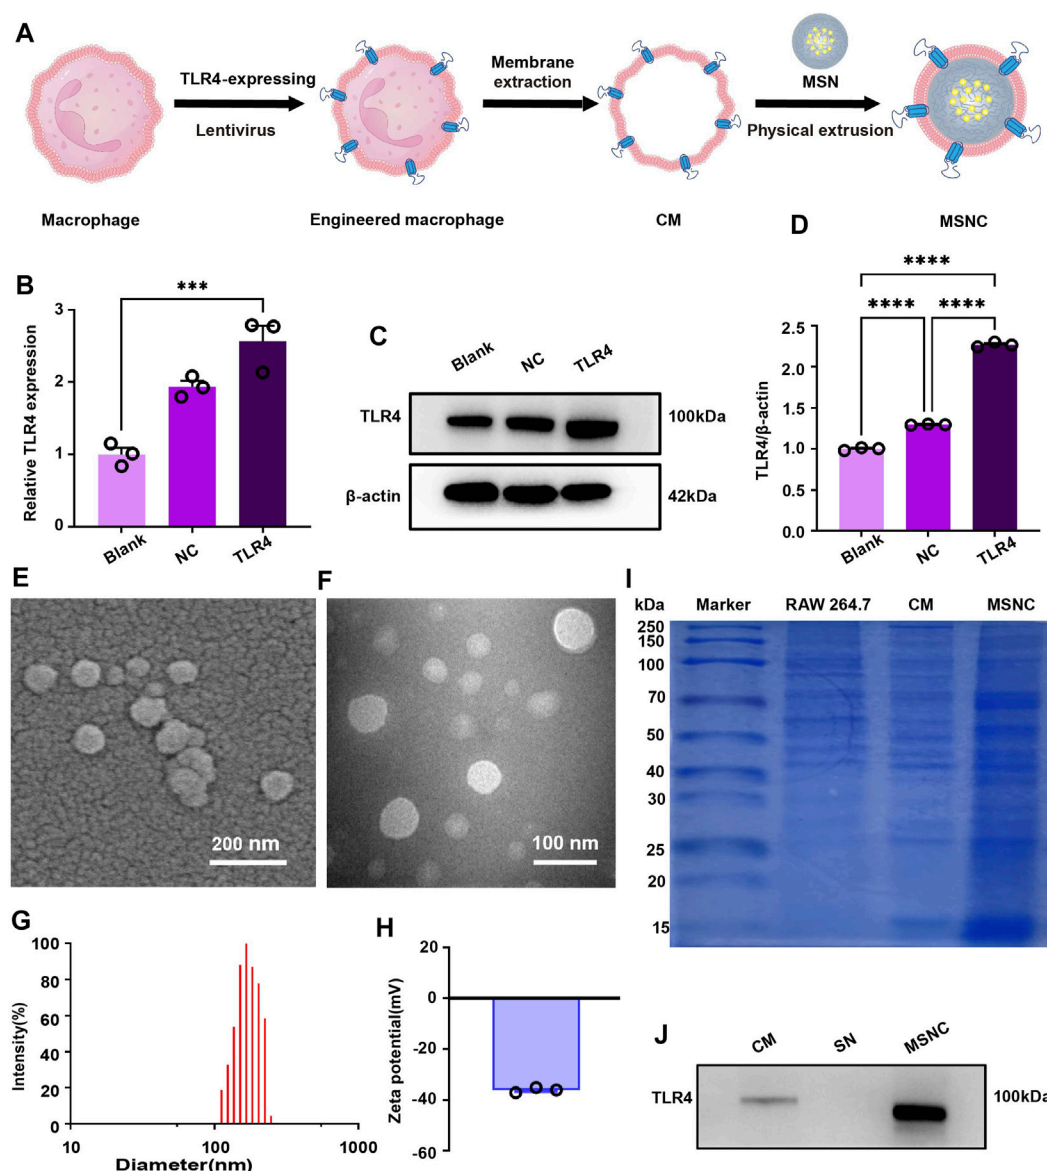 A
TLR4-expressing
Lentivirus
Membrane
extraction
MSN
Physical extrusion
Macrophage
Engineered macrophage
CM
MSNC
B
***
Relative TLR4 expression
3
2
1
0
Blank
NC
TLR4
C
Blank
NC
TLR4
TLR4
100kDa
β-actin
42kDa
D
****
****
****
TLR4/β-actin
2.5
2.0
1.5
1.0
0.5
0.0
Blank
NC
TLR4
E
200 nm
F
100 nm
G
Intensity(%)
100
80
60
40
20
0
10
100
1000
Diameter(nm)
H
Zeta potential(mV)
20
0
-20
-40
-60
I
kDa
Marker
RAW 264.7
CM
MSNC
250
150
100
70
50
40
30
25
20
15
J
CM
SN
MSNC
TLR4
100kDa